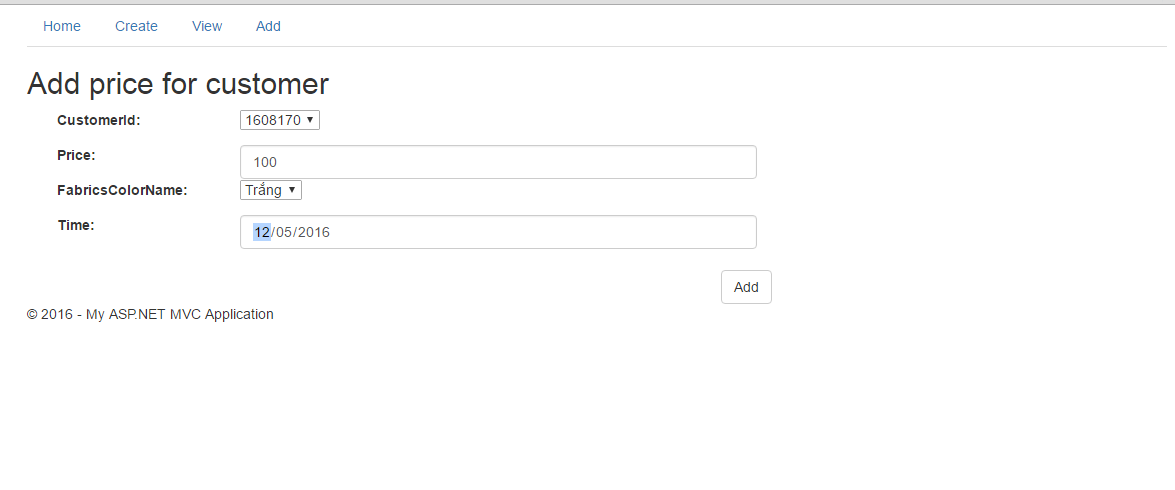 Home Create View Add
Add price for customer
CustomerId: 1608170
Price: 100
FabricsColorName: Trắng
Time: 12/05/2016
Add
© 2016 - My ASP.NET MVC Application